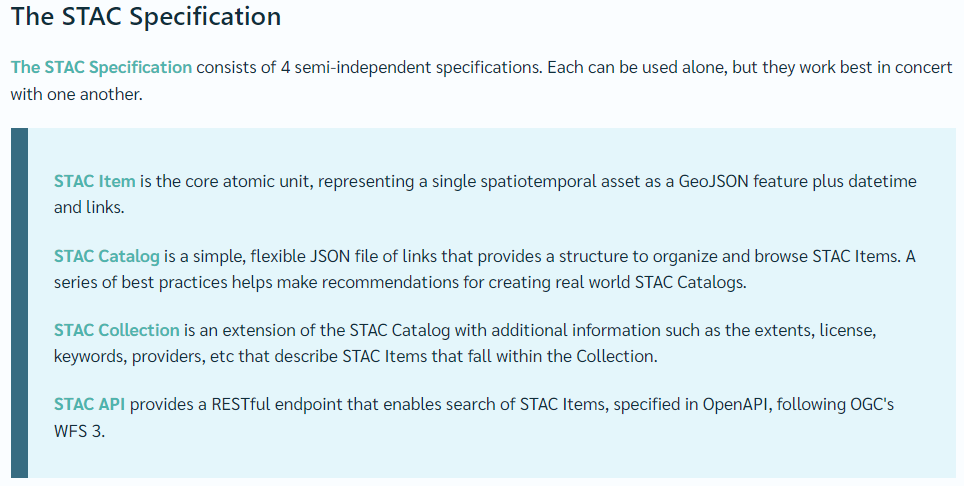 The STAC Specification
The STAC Specification consists of 4 semi-independent specifications. Each can be used alone, but they work best in concert
with one another.
STAC Item is the core atomic unit, representing a single spatiotemporal asset as a GeoJSON feature plus datetime
and links.
STAC Catalog is a simple, flexible JSON file of links that provides a structure to organize and browse STAC Items. A
series of best practices helps make recommendations for creating real world STAC Catalogs.
STAC Collection is an extension of the STAC Catalog with additional information such as the extents, license,
keywords, providers, etc that describe STAC Items that fall within the Collection.
STAC API provides a RESTful endpoint that enables search of STAC Items, specified in OpenAPI, following OGC's
WFS 3.